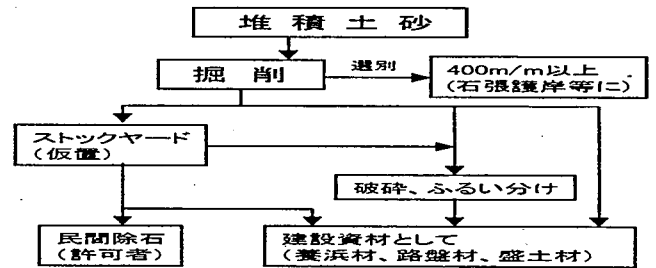 堆積土砂
掘削
選別
400m/m以上
(石張護岸等に)
ストックヤード
(仮置)
破砕、ふるい分け
民間除石
(許可者)
建設資材として
(養浜材、路盤材、盛土材)